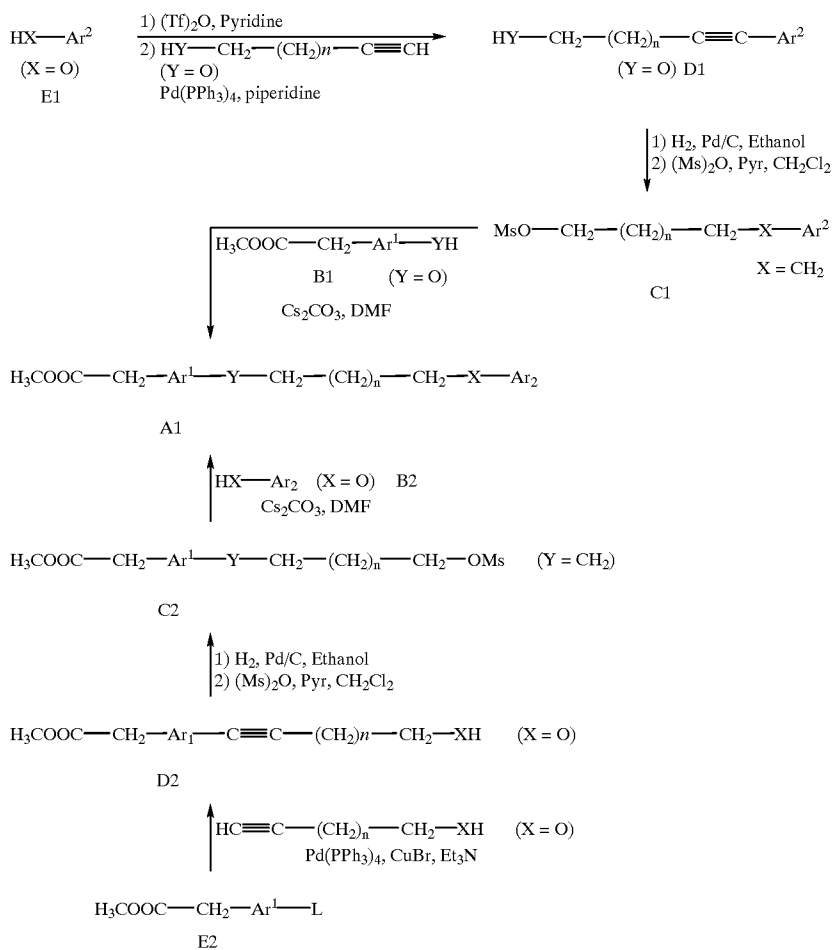 HX—Ar²
(X = O)
E1
1) (Tf)₂O, Pyridine
2) HY—CH₂—(CH₂)n—C≡CH
(Y = O)
Pd(PPh₃)₄, piperidine
HY—CH₂—(CH₂)ₙ—C≡C—Ar²
(Y = O) D1
1) H₂, Pd/C, Ethanol
2) (Ms)₂O, Pyr, CH₂Cl₂
MsO—CH₂—(CH₂)ₙ—CH₂—X—Ar²
X = CH₂
C1
H₃COOC—CH₂—Ar¹—YH
B1 (Y = O)
Cs₂CO₃, DMF
H₃COOC—CH₂—Ar¹—Y—CH₂—(CH₂)ₙ—CH₂—X—Ar₂
A1
HX—Ar₂ (X = O) B2
Cs₂CO₃, DMF
H₃COOC—CH₂—Ar¹—Y—CH₂—(CH₂)ₙ—CH₂—OMs (Y = CH₂)
C2
1) H₂, Pd/C, Ethanol
2) (Ms)₂O, Pyr, CH₂Cl₂
H₃COOC—CH₂—Ar₁—C≡C—(CH₂)n—CH₂—XH (X = O)
D2
HC≡C—(CH₂)ₙ—CH₂—XH (X = O)
Pd(PPh₃)₄, CuBr, Et₃N
H₃COOC—CH₂—Ar¹—L
E2